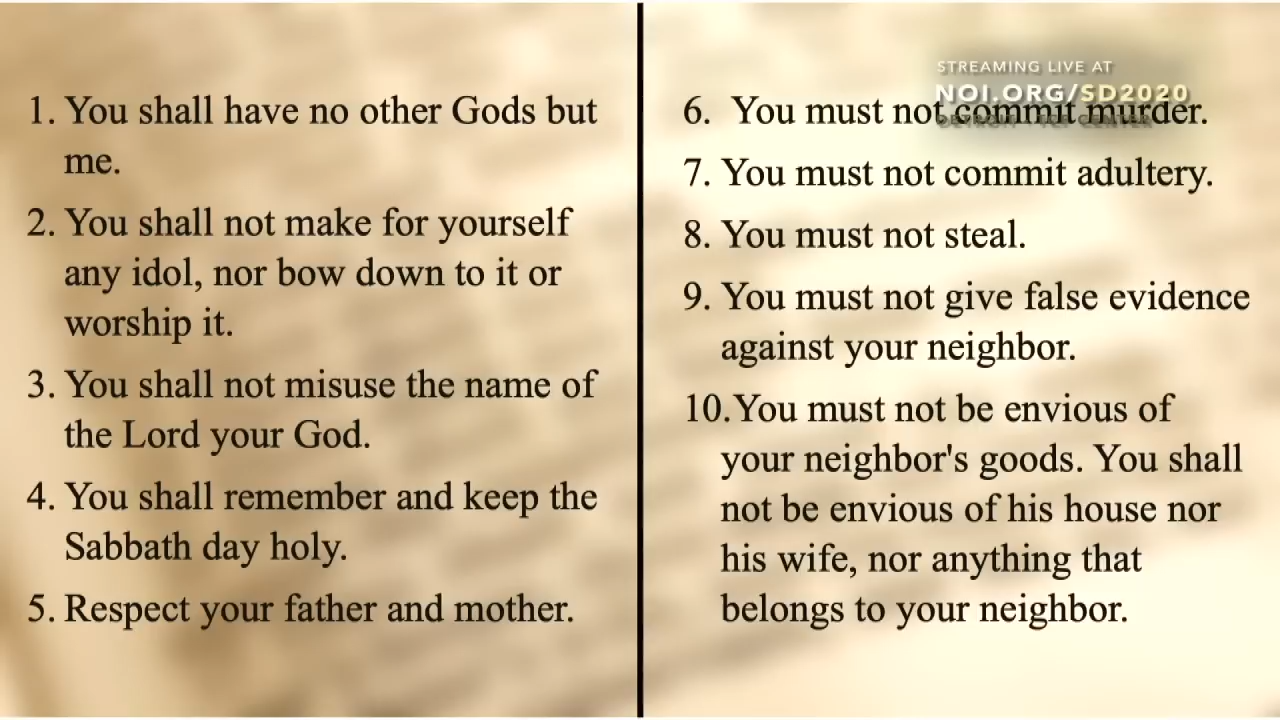 1. You shall have no other Gods but
me.
2. You shall not make for yourself
any idol, nor bow down to it or
worship it.
3. You shall not misuse the name of
the Lord your God.
4. You shall remember and keep the
Sabbath day holy.
5. Respect your father and mother.
STREAMING LIVE AT
NOI.ORG/SD2020
DETROIT - TCF CENTER
6. You must not commit murder.
7. You must not commit adultery.
8. You must not steal.
9. You must not give false evidence
against your neighbor.
10.You must not be envious of
your neighbor's goods. You shall
not be envious of his house nor
his wife, nor anything that
belongs to your neighbor.